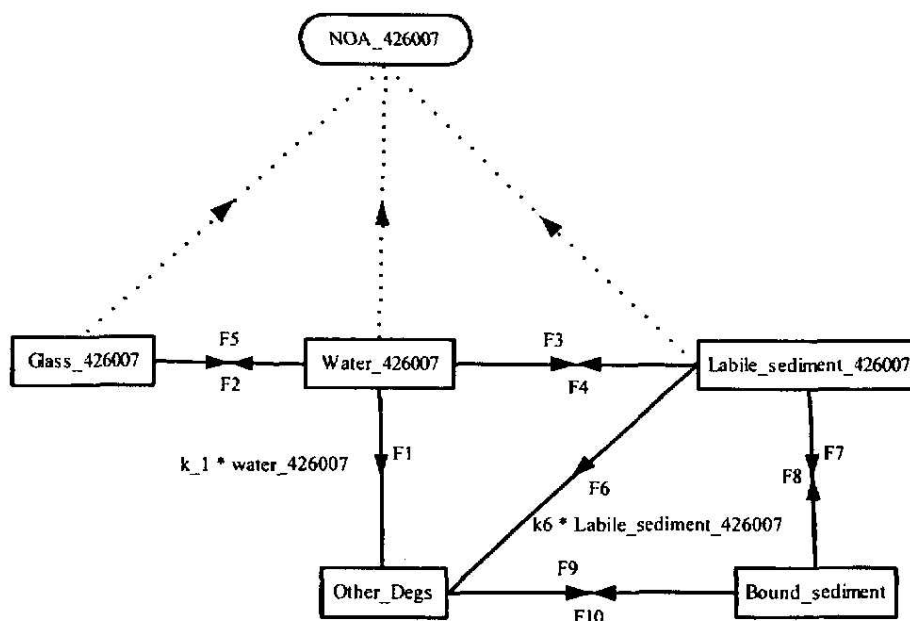 NOA_426007
F5
F3
Glass_426007
Water_426007
Labile_sediment_426007
F2
F4
F1
k_1 * water_426007
F7
F8
F6
k6 * Labile_sediment_426007
F9
Other_Degs
Bound_sediment
F10